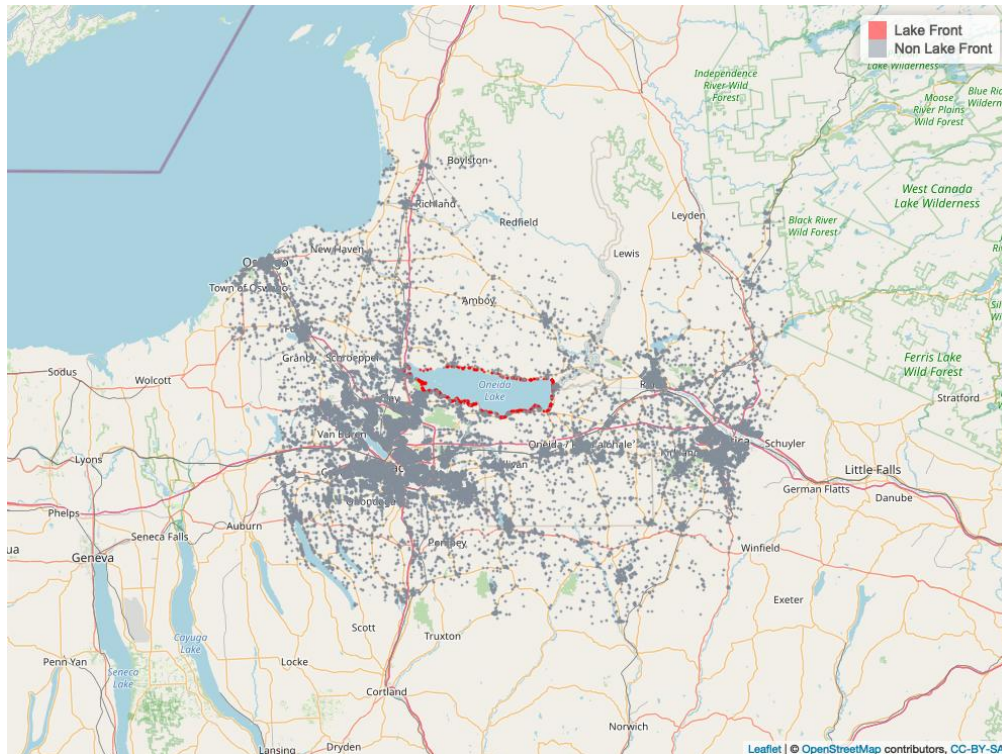 Lake Front
Non Lake Front
Lake Wilderness
Independence
River Wild
Forest
Moose
River Plains
Wild Forest
West Canada
Lake Wilderness
Black River
Wild Forest
Ferris Lake
Wild Forest
Boylston
Richland
Redfield
Leyden
Lewis
New Haven
Town of Oswego
Amboy
Granby
Schroeppel
Oneida
Lake
Sodus
Wolcott
Stratford
Van Buren
Schuyler
Lyons
Little Falls
German Flatts
Danube
Phelps
Auburn
Seneca Falls
Geneva
Pompey
Winfield
Exeter
Scott
Truxton
Cayuga
Lake
Seneca
Lake
Penn Yan
Locke
Cortland
Norwich
Lansing
Dryden
Leaflet | © OpenStreetMap contributors, CC-BY-SA